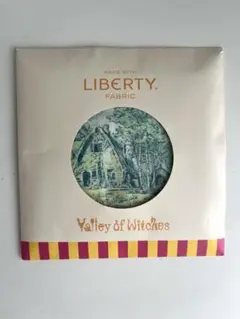 MADE WITH
LIBERTY.
FABRIC
Valley of Witches